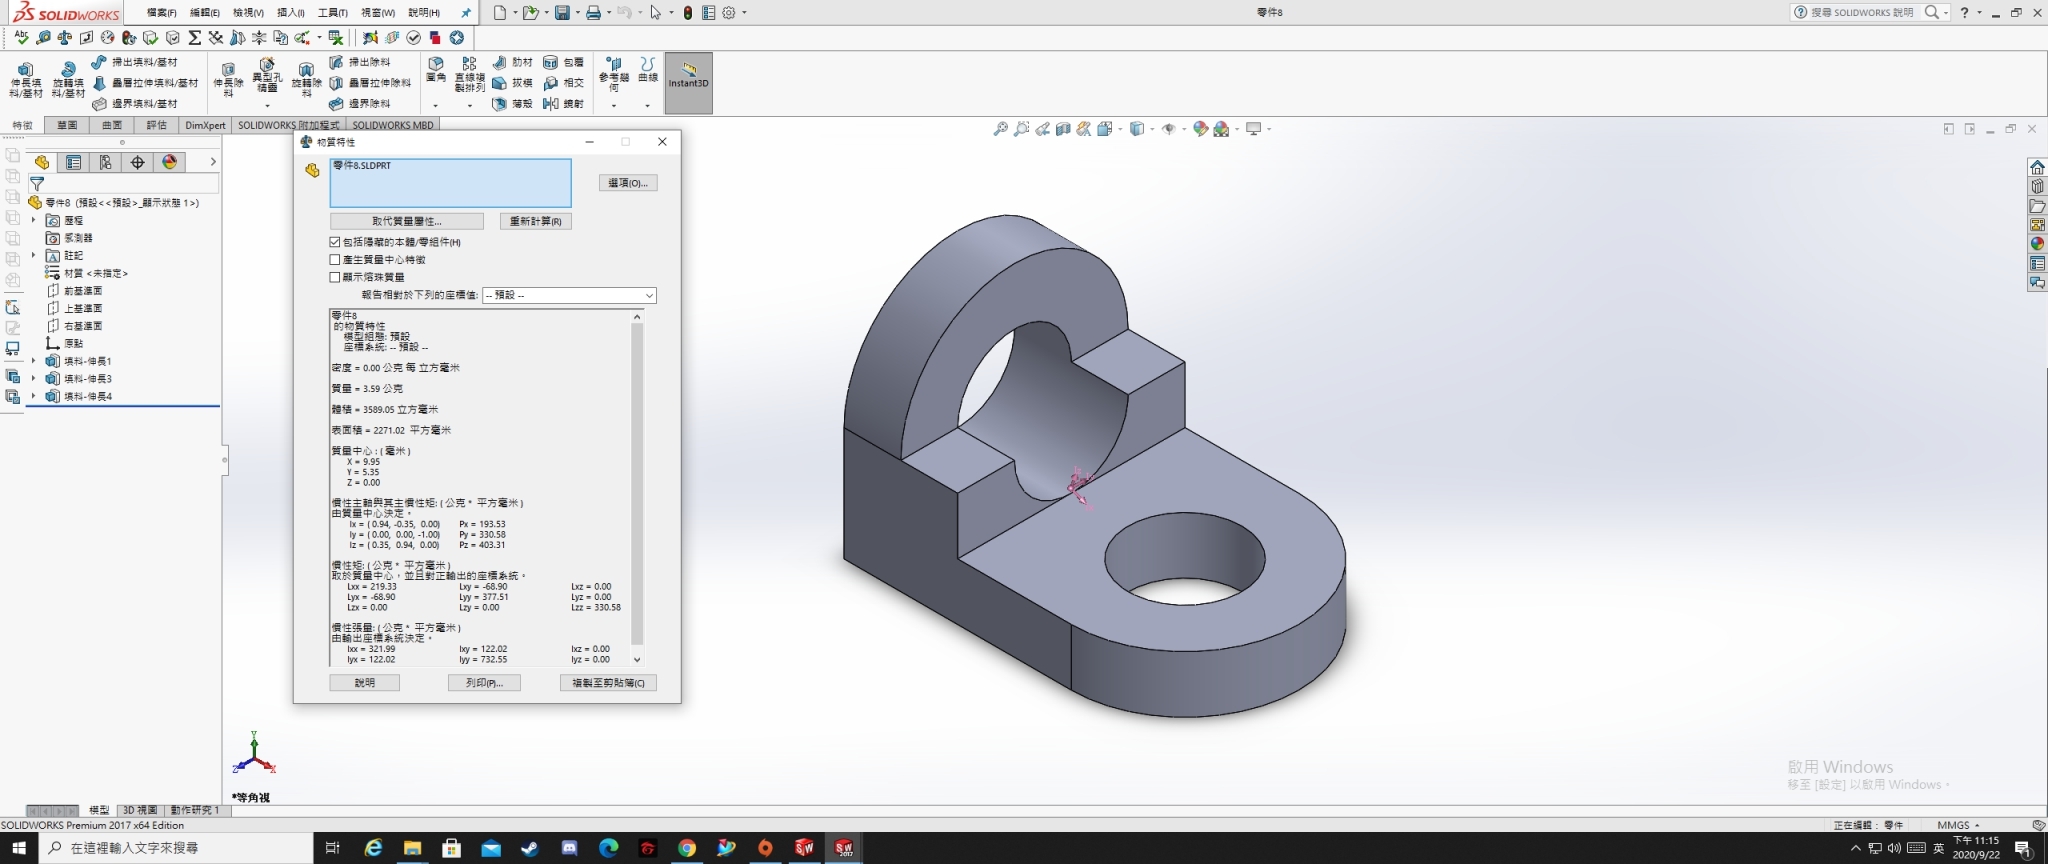 SOLIDWORKS 檔案(F) 編輯(E) 檢視(V) 插入(I) 工具(T) 視窗(W) 說明(H) 零件8 搜尋 SOLIDWORKS 說明
伸長填料/基材 旋轉填料/基材 掃出填料/基材 疊層拉伸填料/基材 邊界填料/基材
伸長除料 異型孔精靈 旋轉除料 掃出除料 疊層拉伸除料 邊界除料
圓角 直線複製排列 肋材 拔模 薄殼 包覆 相交 鏡射 參考幾何 曲線 Instant3D
特徵 草圖 曲面 評估 DimXpert SOLIDWORKS 附加程式 SOLIDWORKS MBD
零件8 (預設<<預設>_顯示狀態 1>)
歷程
感測器
註記
材質 <未指定>
前基準面
上基準面
右基準面
原點
填料-伸長1
填料-伸長3
填料-伸長4
物質特性
零件8.SLDPRT
選項(O)...
取代質量屬性... 重新計算(R)
包括隱藏的本體/零組件(H)
產生質量中心特徵
顯示熔珠質量
報告相對於下列的座標值: -- 預設 --
零件8
的物質特性
模型組態: 預設
座標系統: -- 預設 --
密度 = 0.00 公克 每 立方毫米
質量 = 3.59 公克
體積 = 3589.05 立方毫米
表面積 = 2271.02 平方毫米
質量中心 : ( 毫米 )
X = 9.95
Y = 5.35
Z = 0.00
慣性主軸與其主慣性矩: ( 公克 * 平方毫米 )
由質量中心決定。
Ix = ( 0.94, -0.35, 0.00) Px = 193.53
Iy = ( 0.00, 0.00, -1.00) Py = 330.58
Iz = ( 0.35, 0.94, 0.00) Pz = 403.31
慣性矩: ( 公克 * 平方毫米 )
取於質量中心，並且對正輸出的座標系統。
Lxx = 219.33 Lxy = -68.90 Lxz = 0.00
Lyx = -68.90 Lyy = 377.51 Lyz = 0.00
Lzx = 0.00 Lzy = 0.00 Lzz = 330.58
慣性張量: ( 公克 * 平方毫米 )
由輸出座標系統決定。
Ixx = 321.99 Ixy = 122.02 Ixz = 0.00
Iyx = 122.02 Iyy = 732.55 Iyz = 0.00
說明 列印(P)... 複製至剪貼簿(C)
Y
Z X
*等角視
啟用 Windows
移至 [設定] 以啟用 Windows。
模型 3D 視圖 動作研究 1
SOLIDWORKS Premium 2017 x64 Edition 正在編輯： 零件 MMGS
在這裡輸入文字來搜尋
英
下午 11:15
2020/9/22